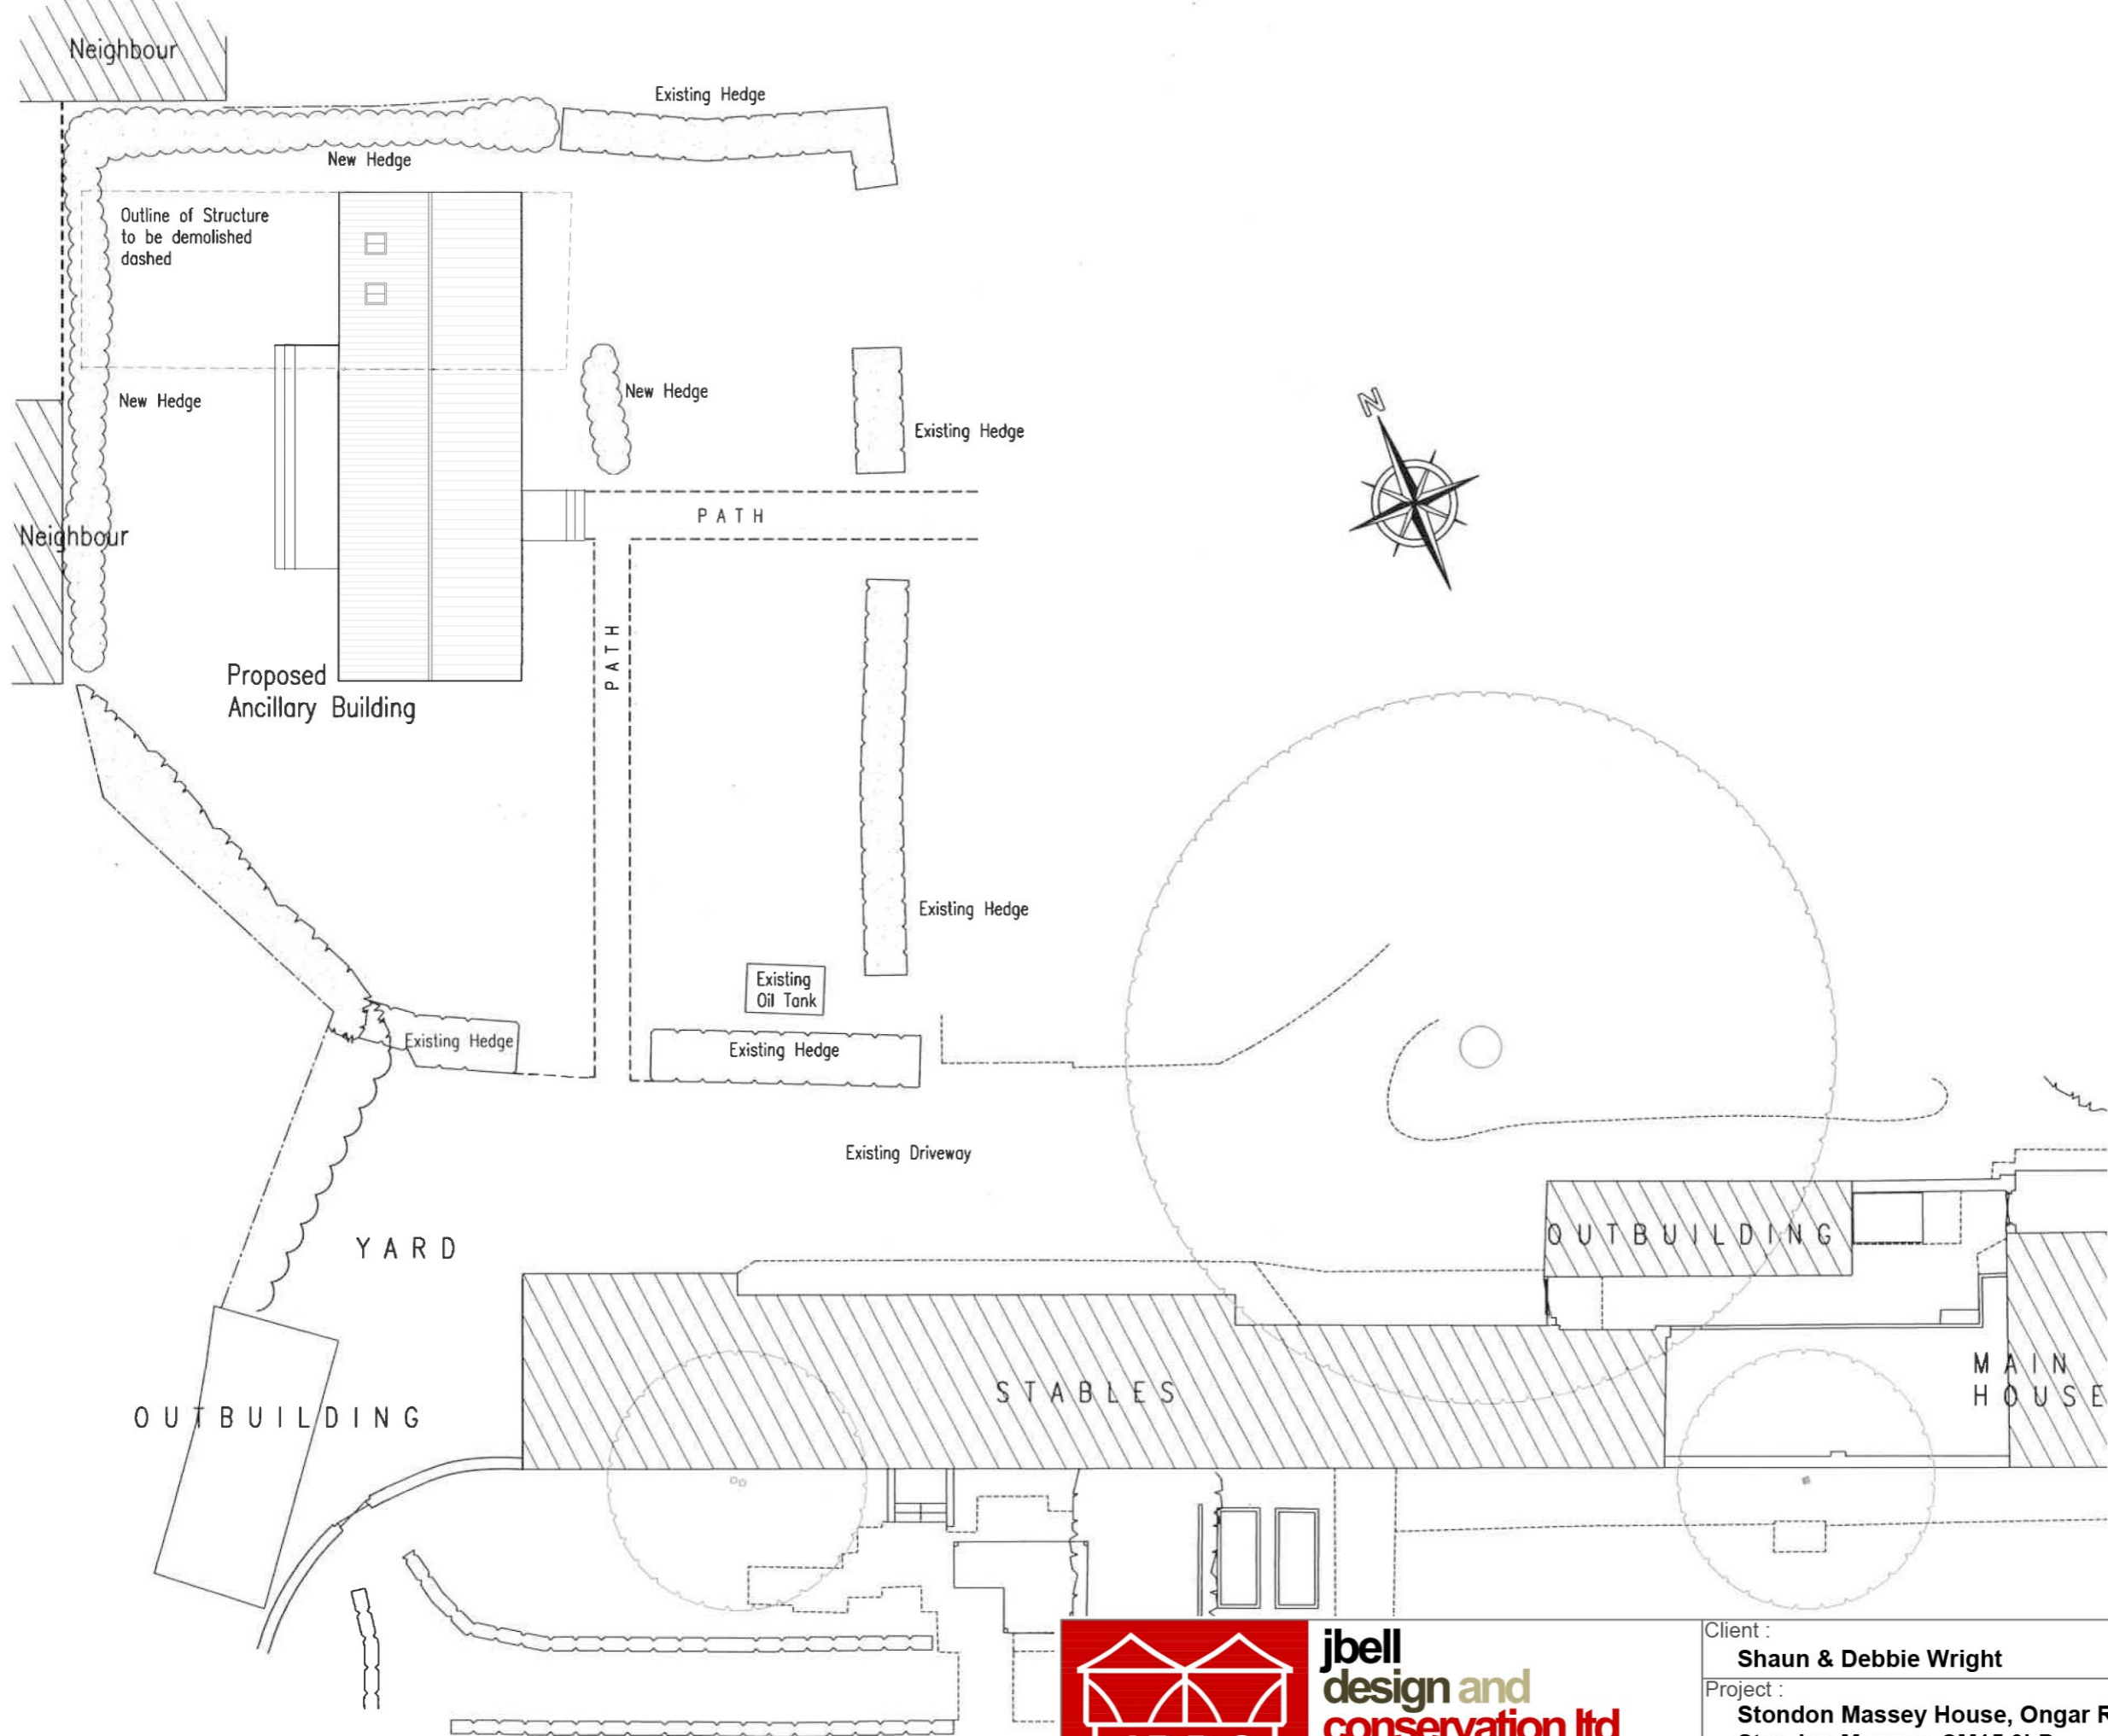 Neighbour
Existing Hedge
New Hedge
Outline of Structure
to be demolished
dashed
New Hedge
New Hedge
Existing Hedge
N
PATH
Neighbour
PATH
Proposed
Ancillary Building
Existing Hedge
Existing
Oil Tank
Existing Hedge
Existing Hedge
Existing Driveway
YARD
OUTBUILDING
STABLES
MAIN
HOUSE
OUTBUILDING
jbell
design and
conservation ltd
Client :
Shaun & Debbie Wright
Project :
Stondon Massey House, Ongar R